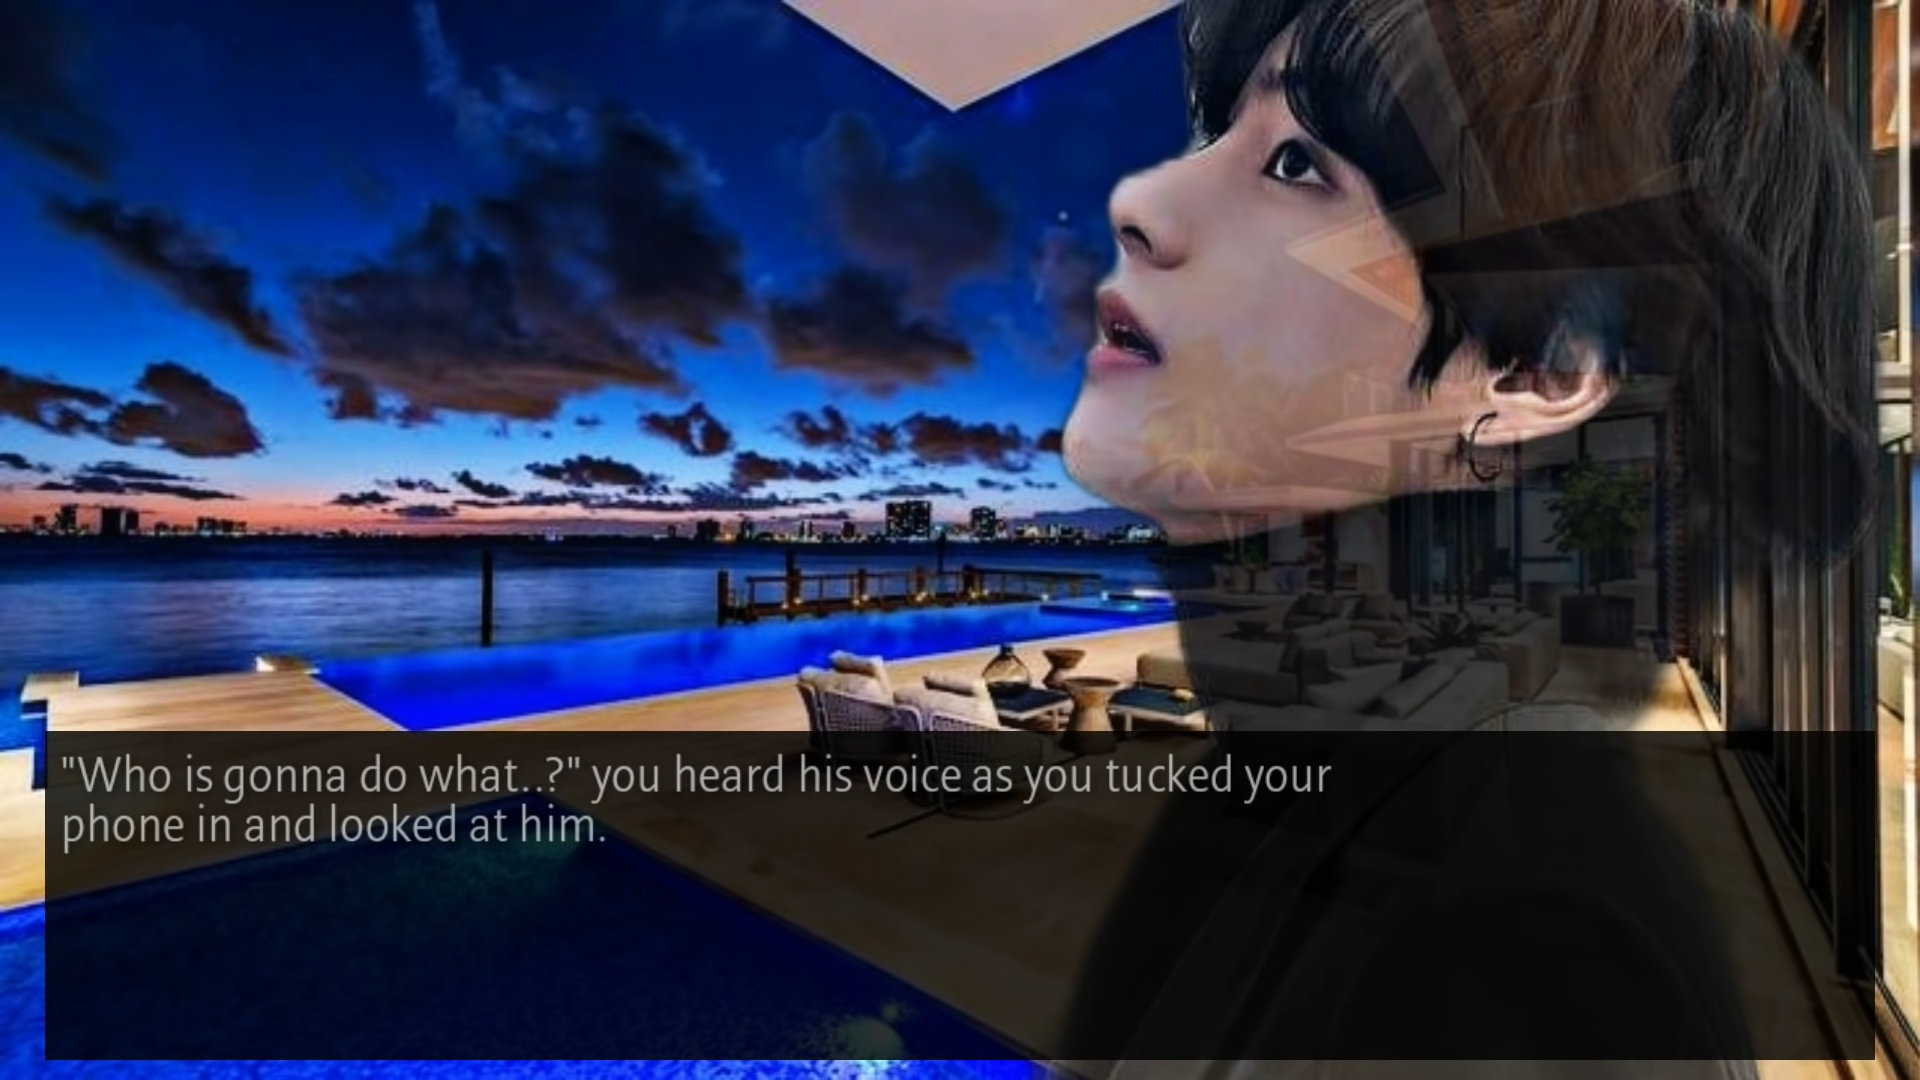 "Who is gonna do what..?" you heard his voice as you tucked your
phone in and looked at him.